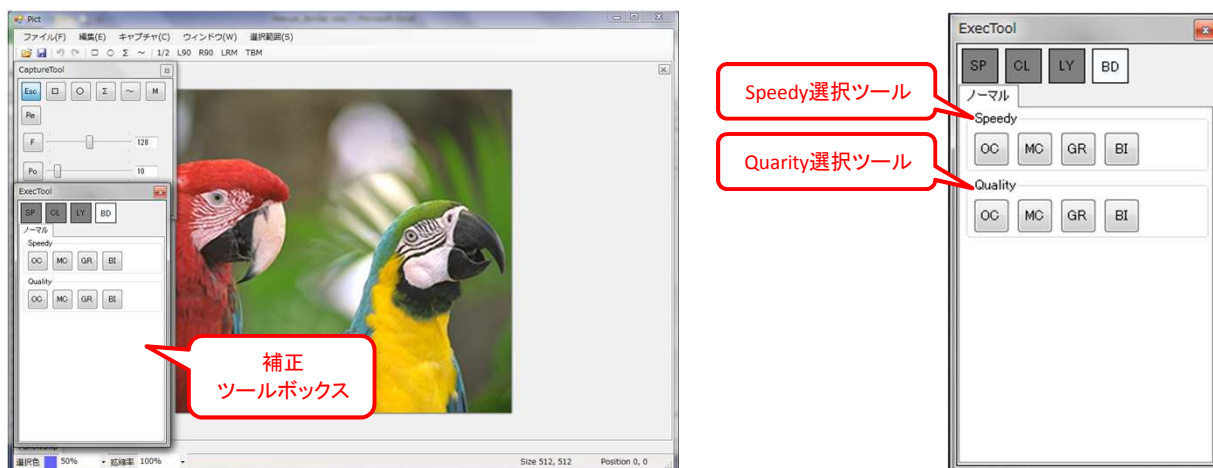 Pict
ファイル(F) 編集(E) キャプチャ(C) ウィンドウ(W) 選択範囲(S)
□ ○ Σ ～ 1/2 L90 R90 LRM TBM
CaptureTool
Esc □ ○ Σ ～ M
Re
F 128
Po 10
ExecTool
SP CL LY BD
ノーマル
Speedy
OC MC GR BI
Quality
OC MC GR BI
補正
ツールボックス
選択色 50% 拡縮率 100% Size 512, 512 Position 0, 0
Speedy選択ツール
Quarity選択ツール
ExecTool
SP CL LY BD
ノーマル
Speedy
OC MC GR BI
Quality
OC MC GR BI